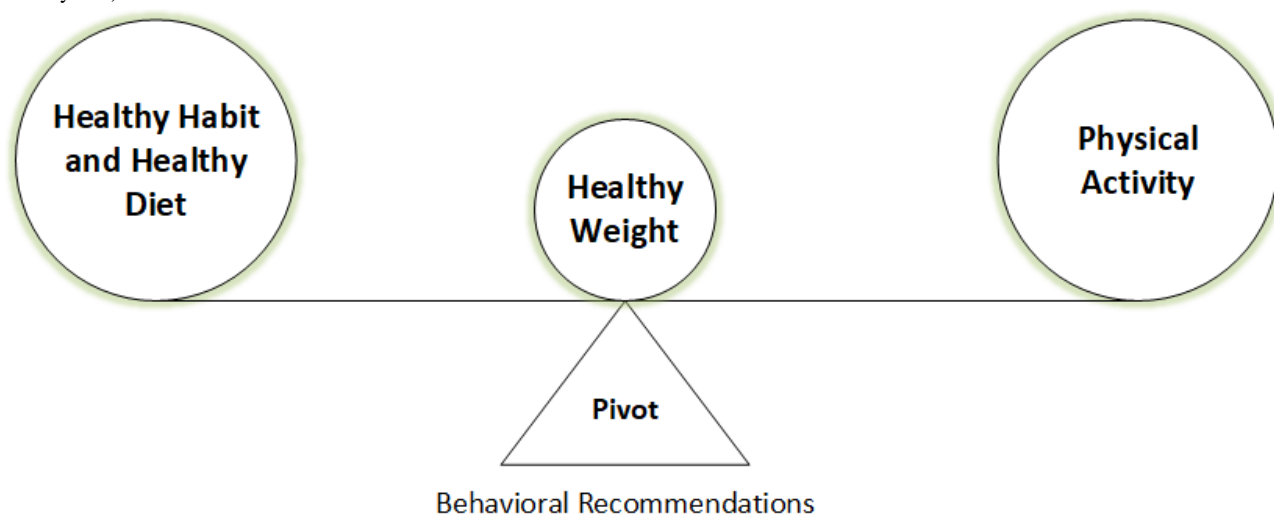 Healthy Habit
and Healthy
Diet
Healthy
Weight
Physical
Activity
Pivot
Behavioral Recommendations